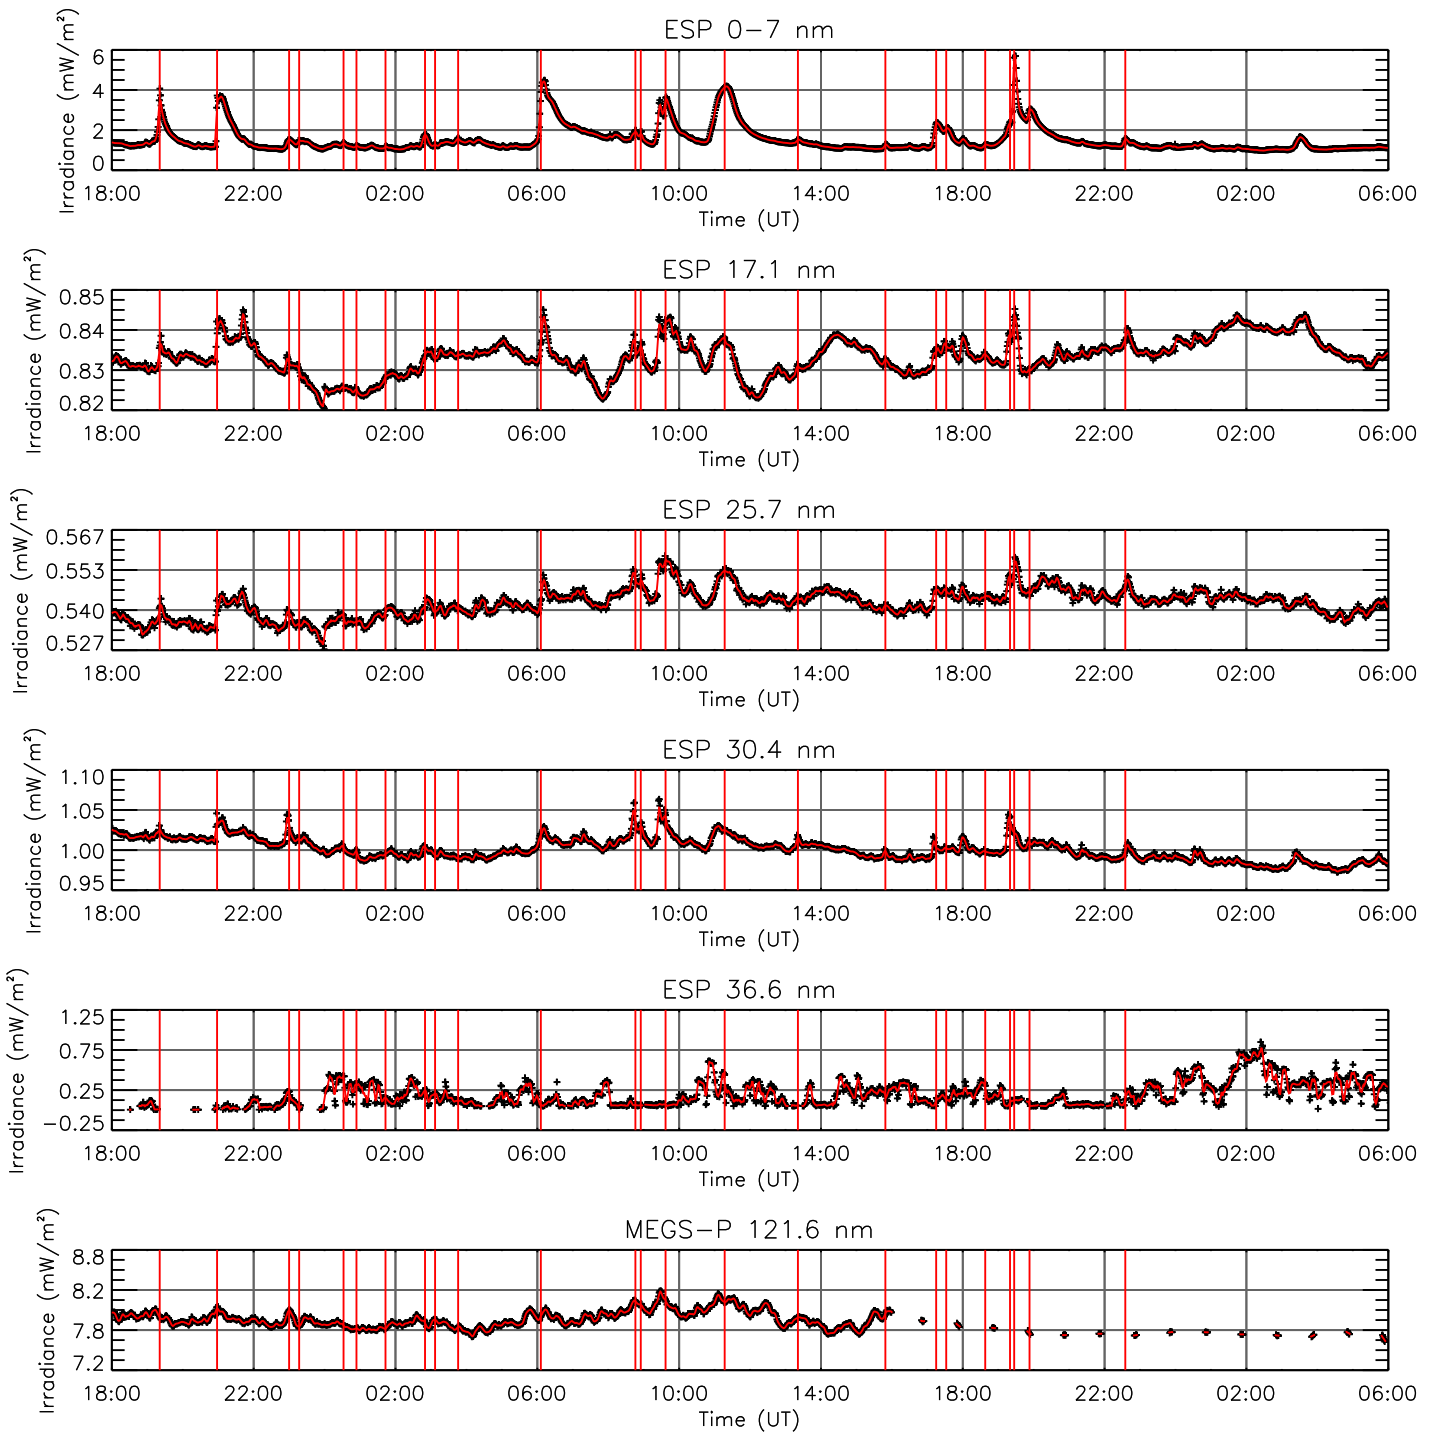 ESP 0−7 nm
Irradiance (mW/m²)
6
4
2
0
18:00 22:00 02:00 06:00 10:00 14:00 18:00 22:00 02:00 06:00
Time (UT)
ESP 17.1 nm
Irradiance (mW/m²)
0.85
0.84
0.83
0.82
18:00 22:00 02:00 06:00 10:00 14:00 18:00 22:00 02:00 06:00
Time (UT)
ESP 25.7 nm
Irradiance (mW/m²)
0.567
0.553
0.540
0.527
18:00 22:00 02:00 06:00 10:00 14:00 18:00 22:00 02:00 06:00
Time (UT)
ESP 30.4 nm
Irradiance (mW/m²)
1.10
1.05
1.00
0.95
18:00 22:00 02:00 06:00 10:00 14:00 18:00 22:00 02:00 06:00
Time (UT)
ESP 36.6 nm
Irradiance (mW/m²)
1.25
0.75
0.25
−0.25
18:00 22:00 02:00 06:00 10:00 14:00 18:00 22:00 02:00 06:00
Time (UT)
MEGS−P 121.6 nm
Irradiance (mW/m²)
8.8
8.2
7.8
7.2
18:00 22:00 02:00 06:00 10:00 14:00 18:00 22:00 02:00 06:00
Time (UT)